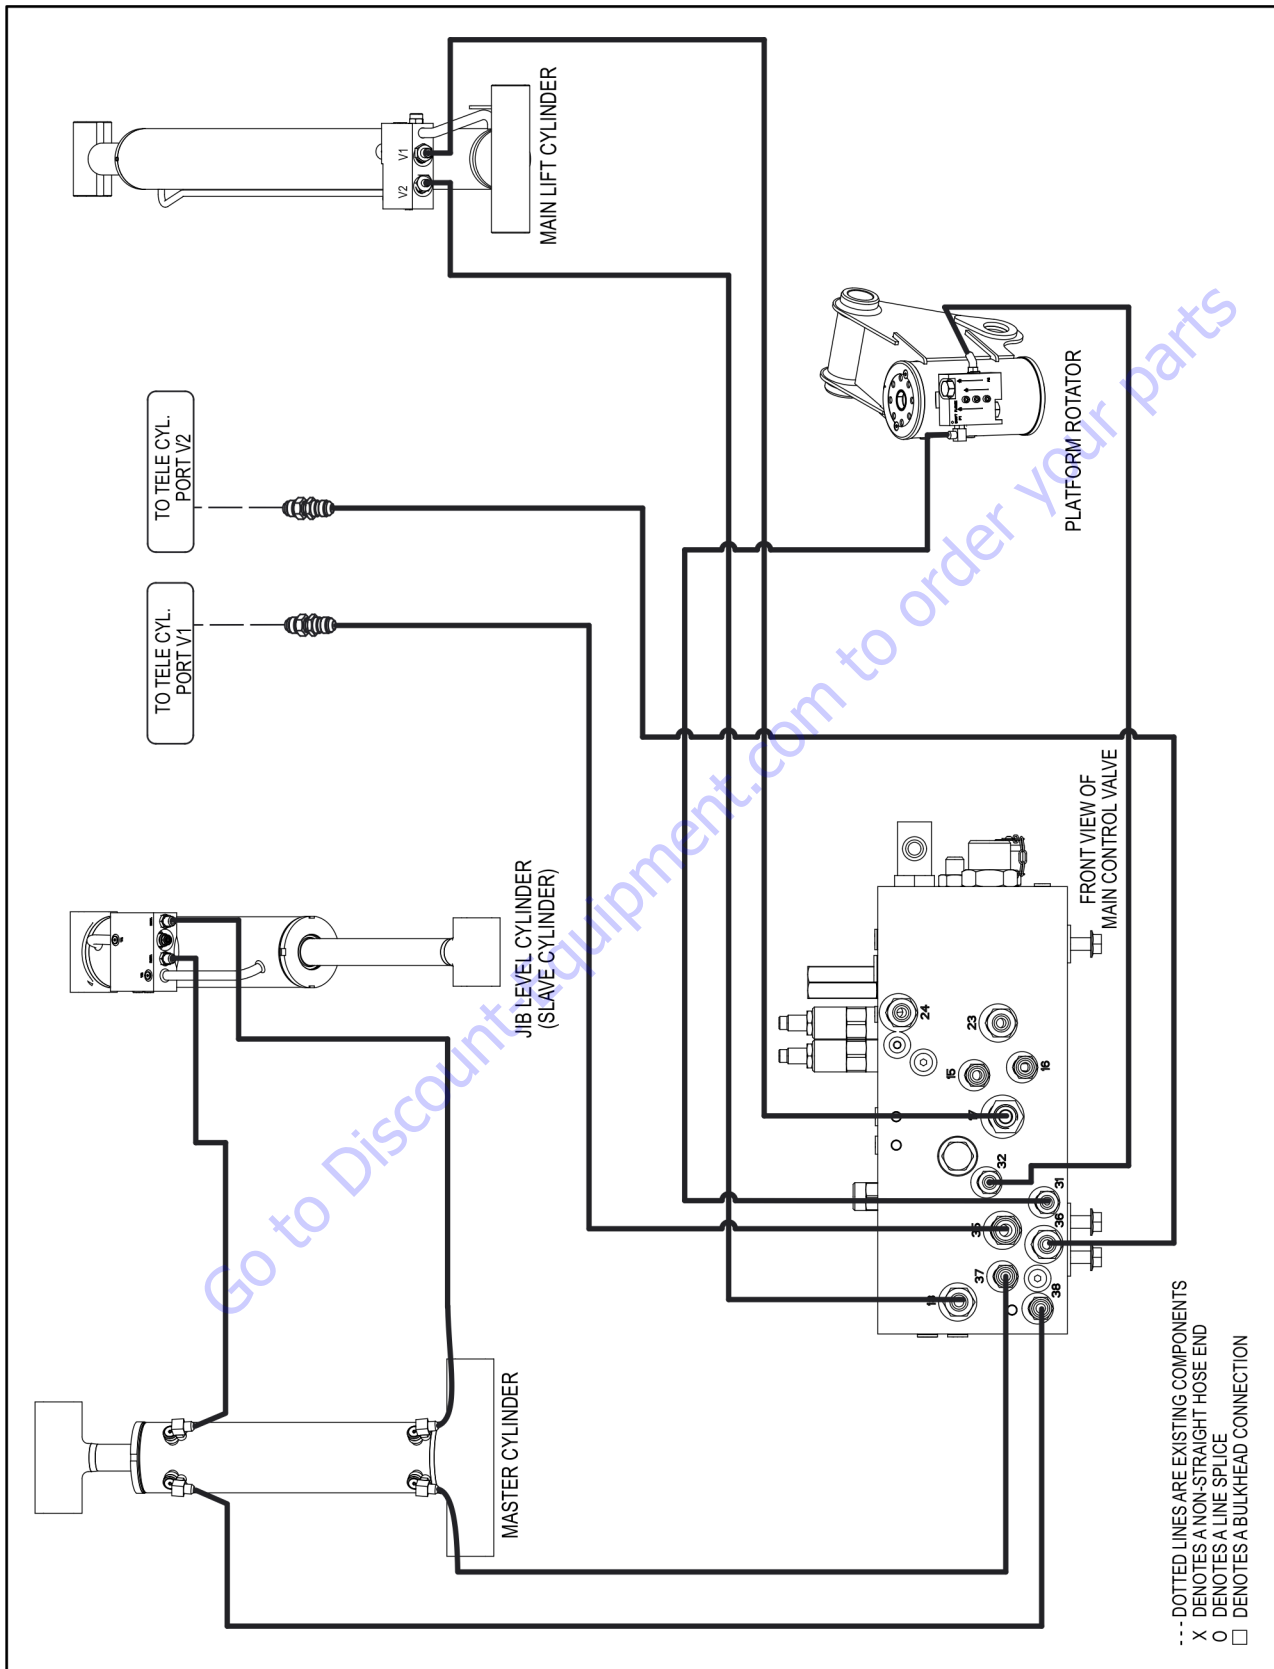 MAIN LIFT CYLINDER
V2
V1
TO TELE CYL.
PORT V2
TO TELE CYL.
PORT V1
PLATFORM ROTATOR
JIB LEVEL CYLINDER
(SLAVE CYLINDER)
MASTER CYLINDER
FRONT VIEW OF
MAIN CONTROL VALVE
24
23
15
16
32
31
35
36
37
38
--- DOTTED LINES ARE EXISTING COMPONENTS
X DENOTES A NON-STRAIGHT HOSE END
O DENOTES A LINE SPLICE
□ DENOTES A BULKHEAD CONNECTION
Go to Discount-Equipment.com to order your parts